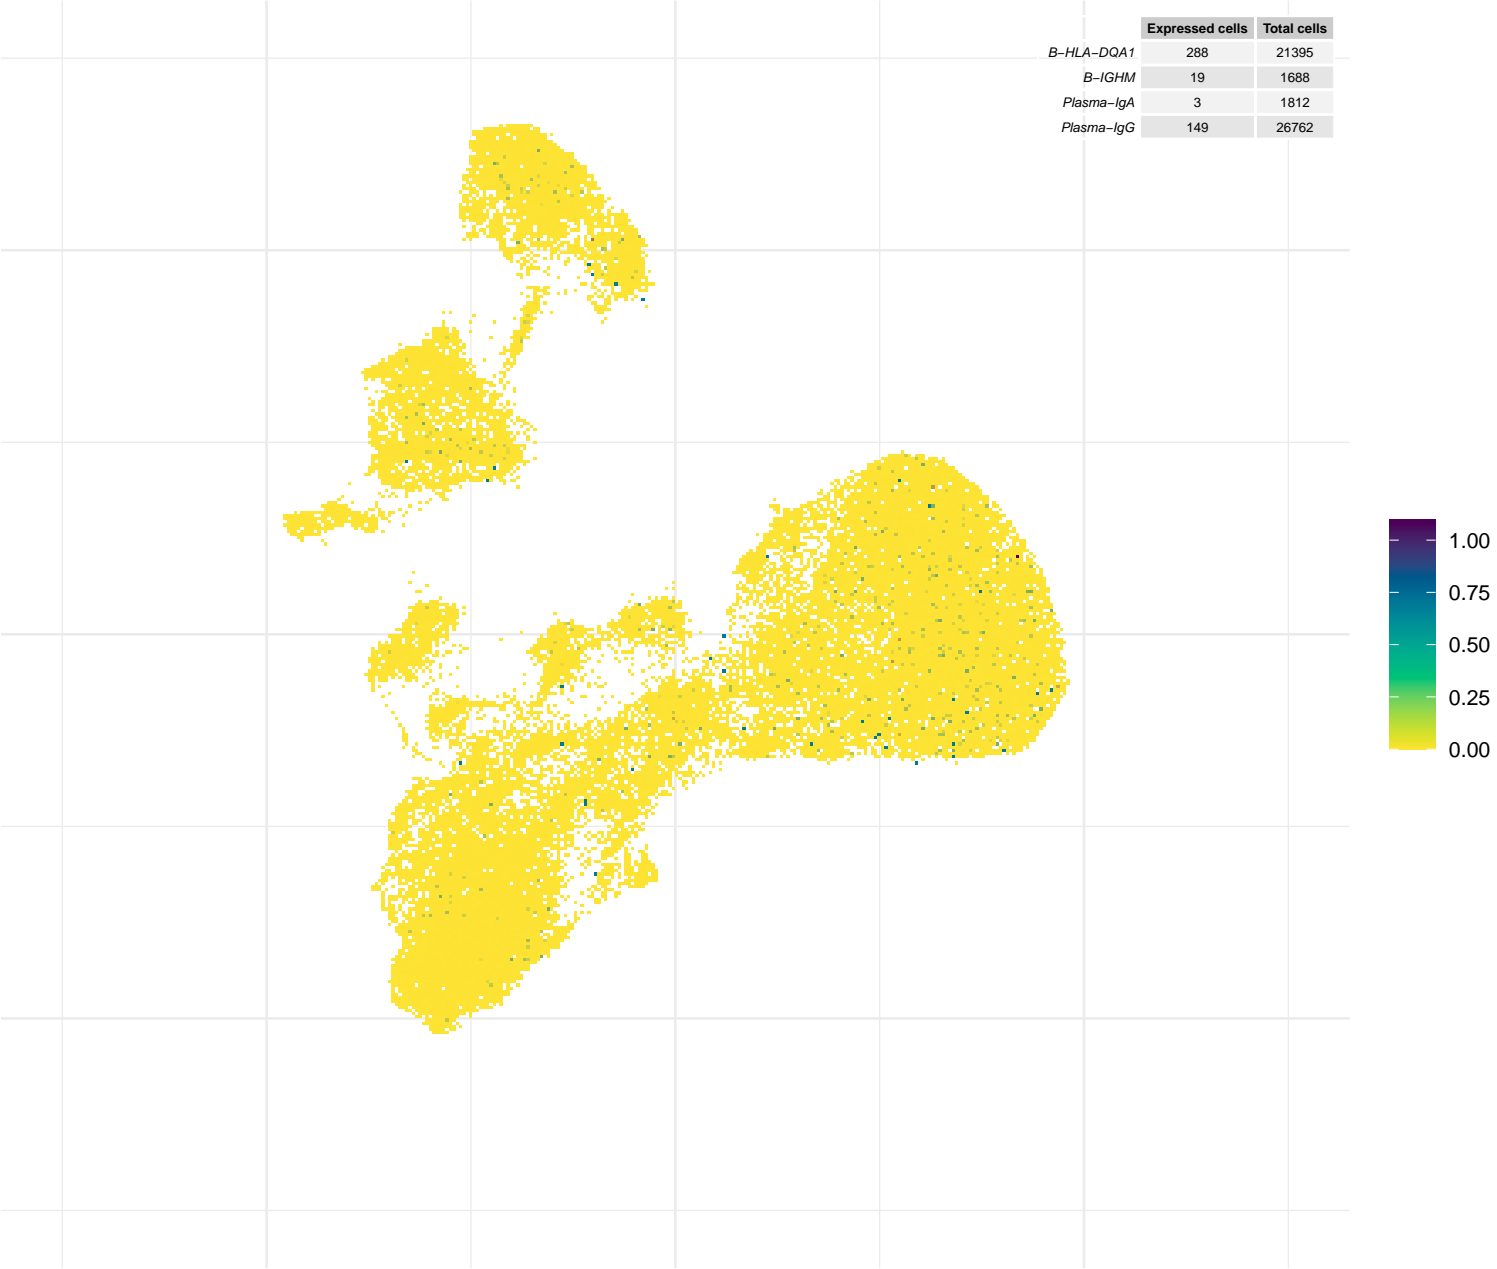 Expressed cells Total cells
B−HLA−DQA1 288 21395
B−IGHM 19 1688
Plasma−IgA 3 1812
Plasma−IgG 149 26762
1.00
0.75
0.50
0.25
0.00